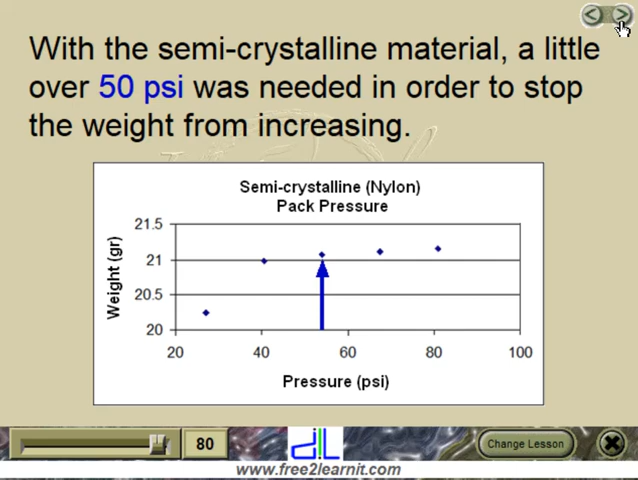 With the semi-crystalline material, a little
over 50 psi was needed in order to stop
the weight from increasing.
Semi-crystalline (Nylon)
Pack Pressure
21.5
21
20.5
20
Weight (gr)
20 40 60 80 100
Pressure (psi)
80
diL
Change Lesson
www.free2learnit.com